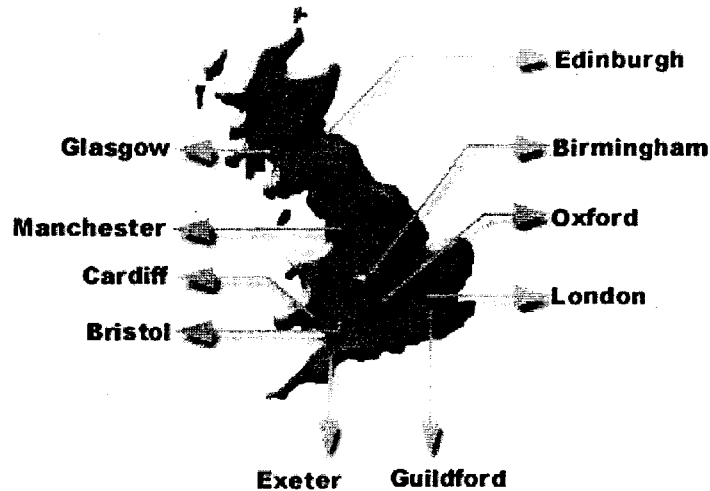 Edinburgh
Glasgow
Birmingham
Manchester
Oxford
Cardiff
London
Bristol
Exeter
Guildford